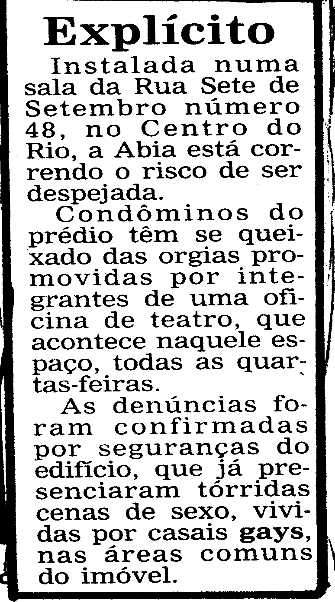 Explícito
Instalada numa
sala da Rua Sete de
Setembro número
48, no Centro do
Rio, a Abia está cor-
rendo o risco de ser
despejada.
Condôminos do
prédio têm se quei-
xado das orgias pro-
movidas por inte-
grantes de uma ofi-
cina de teatro, que
acontece naquele es-
paço, todas as quar-
tas-feiras.
As denúncias fo-
ram confirmadas
por seguranças do
edifício, que já pre-
senciaram tórridas
cenas de sexo, vivi-
das por casais gays,
nas áreas comuns
do imóvel.